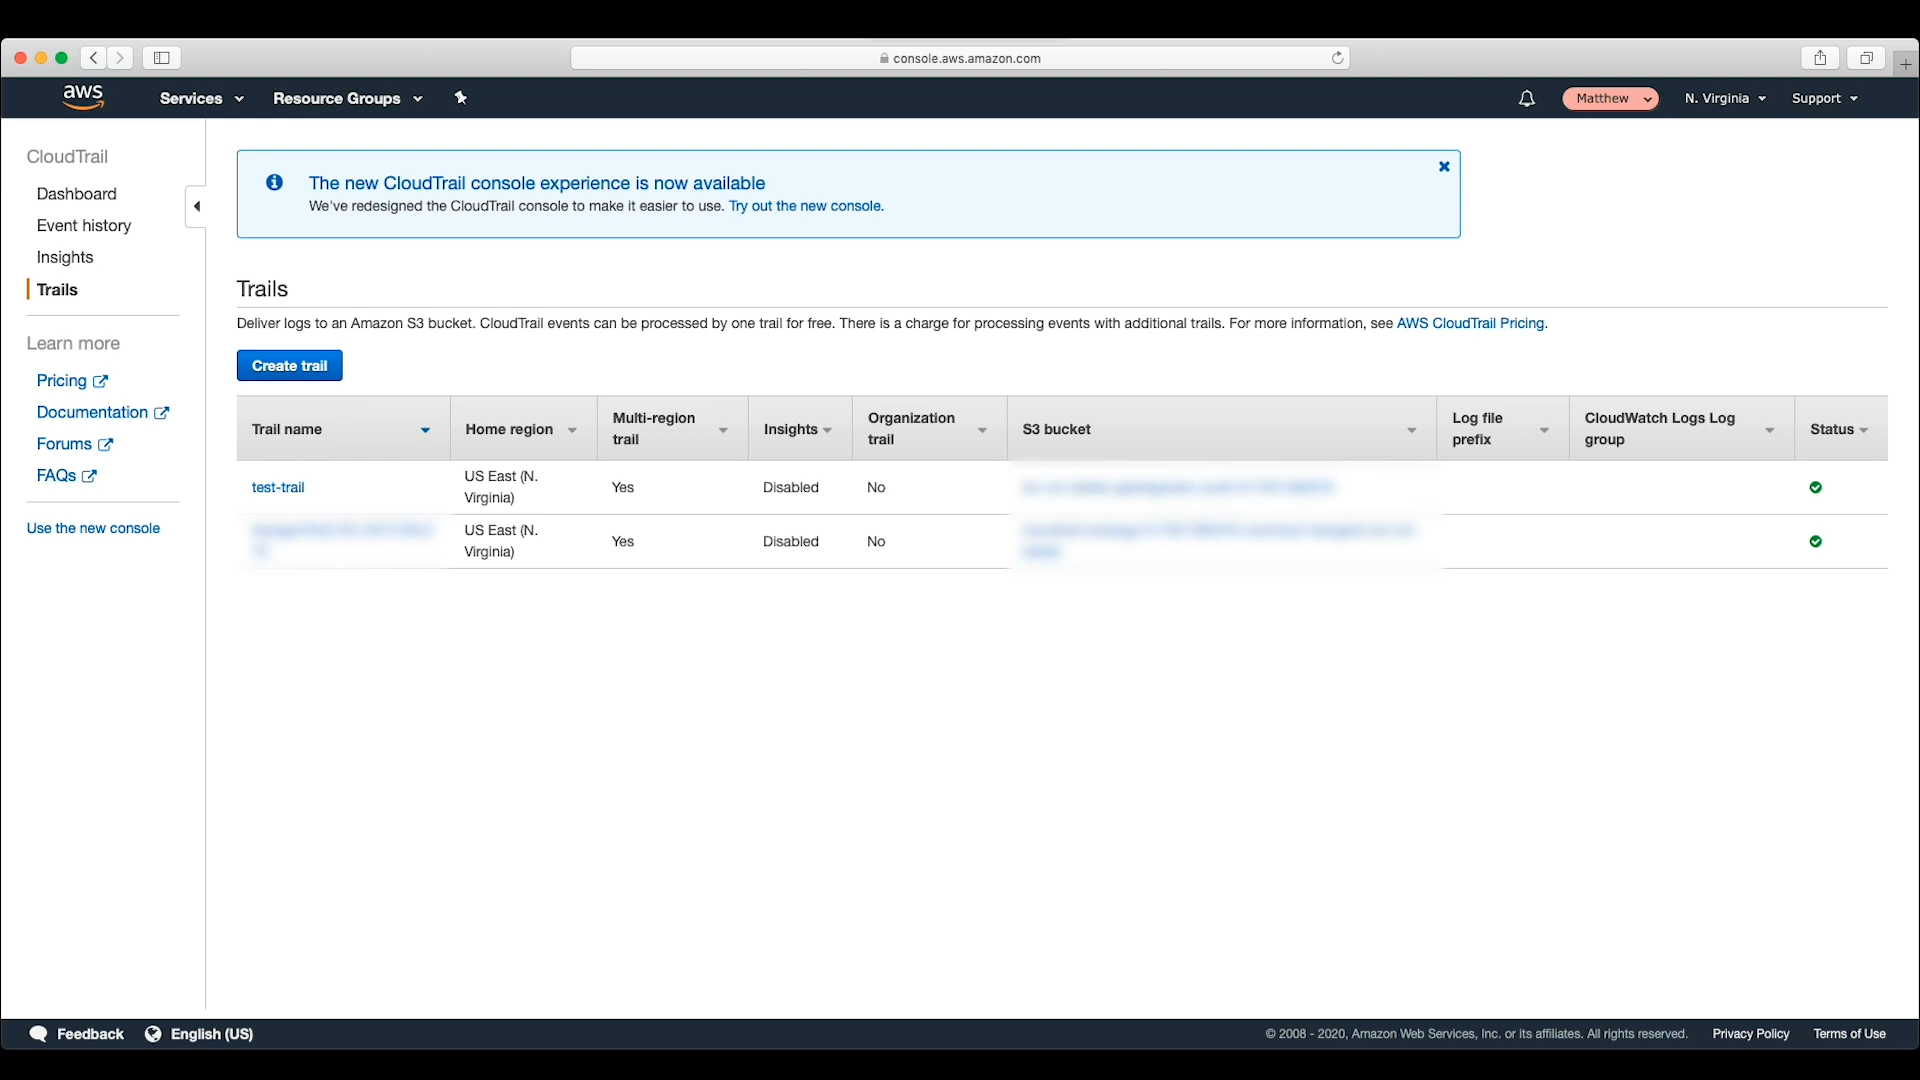 console.aws.amazon.com
aws Services Resource Groups Matthew N. Virginia Support
CloudTrail
Dashboard
Event history
Insights
Trails
Learn more
Pricing
Documentation
Forums
FAQs
Use the new console
The new CloudTrail console experience is now available
We've redesigned the CloudTrail console to make it easier to use. Try out the new console.
Trails
Deliver logs to an Amazon S3 bucket. CloudTrail events can be processed by one trail for free. There is a charge for processing events with additional trails. For more information, see AWS CloudTrail Pricing.
Create trail
Trail name Home region Multi-region trail Insights Organization trail S3 bucket Log file prefix CloudWatch Logs Log group Status
test-trail US East (N. Virginia) Yes Disabled No
US East (N. Virginia) Yes Disabled No
Feedback English (US) © 2008 - 2020, Amazon Web Services, Inc. or its affiliates. All rights reserved. Privacy Policy Terms of Use